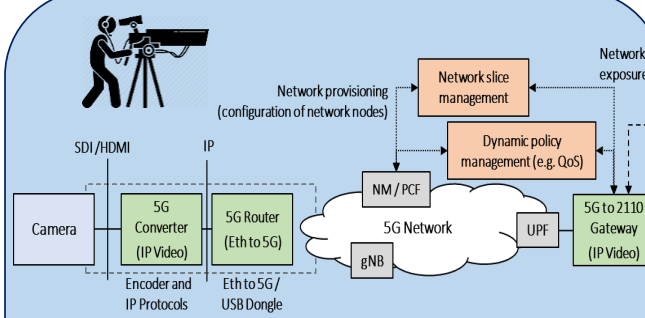 Network
exposure
Network slice
management
Network provisioning
(configuration of network nodes)
Dynamic policy
management (e.g. QoS)
SDI/HDMI
IP
NM / PCF
Camera
5G
Converter
(IP Video)
5G Router
(Eth to 5G)
5G Network
gNB
UPF
5G to 2110
Gateway
(IP Video)
Encoder and
IP Protocols
Eth to 5G /
USB Dongle